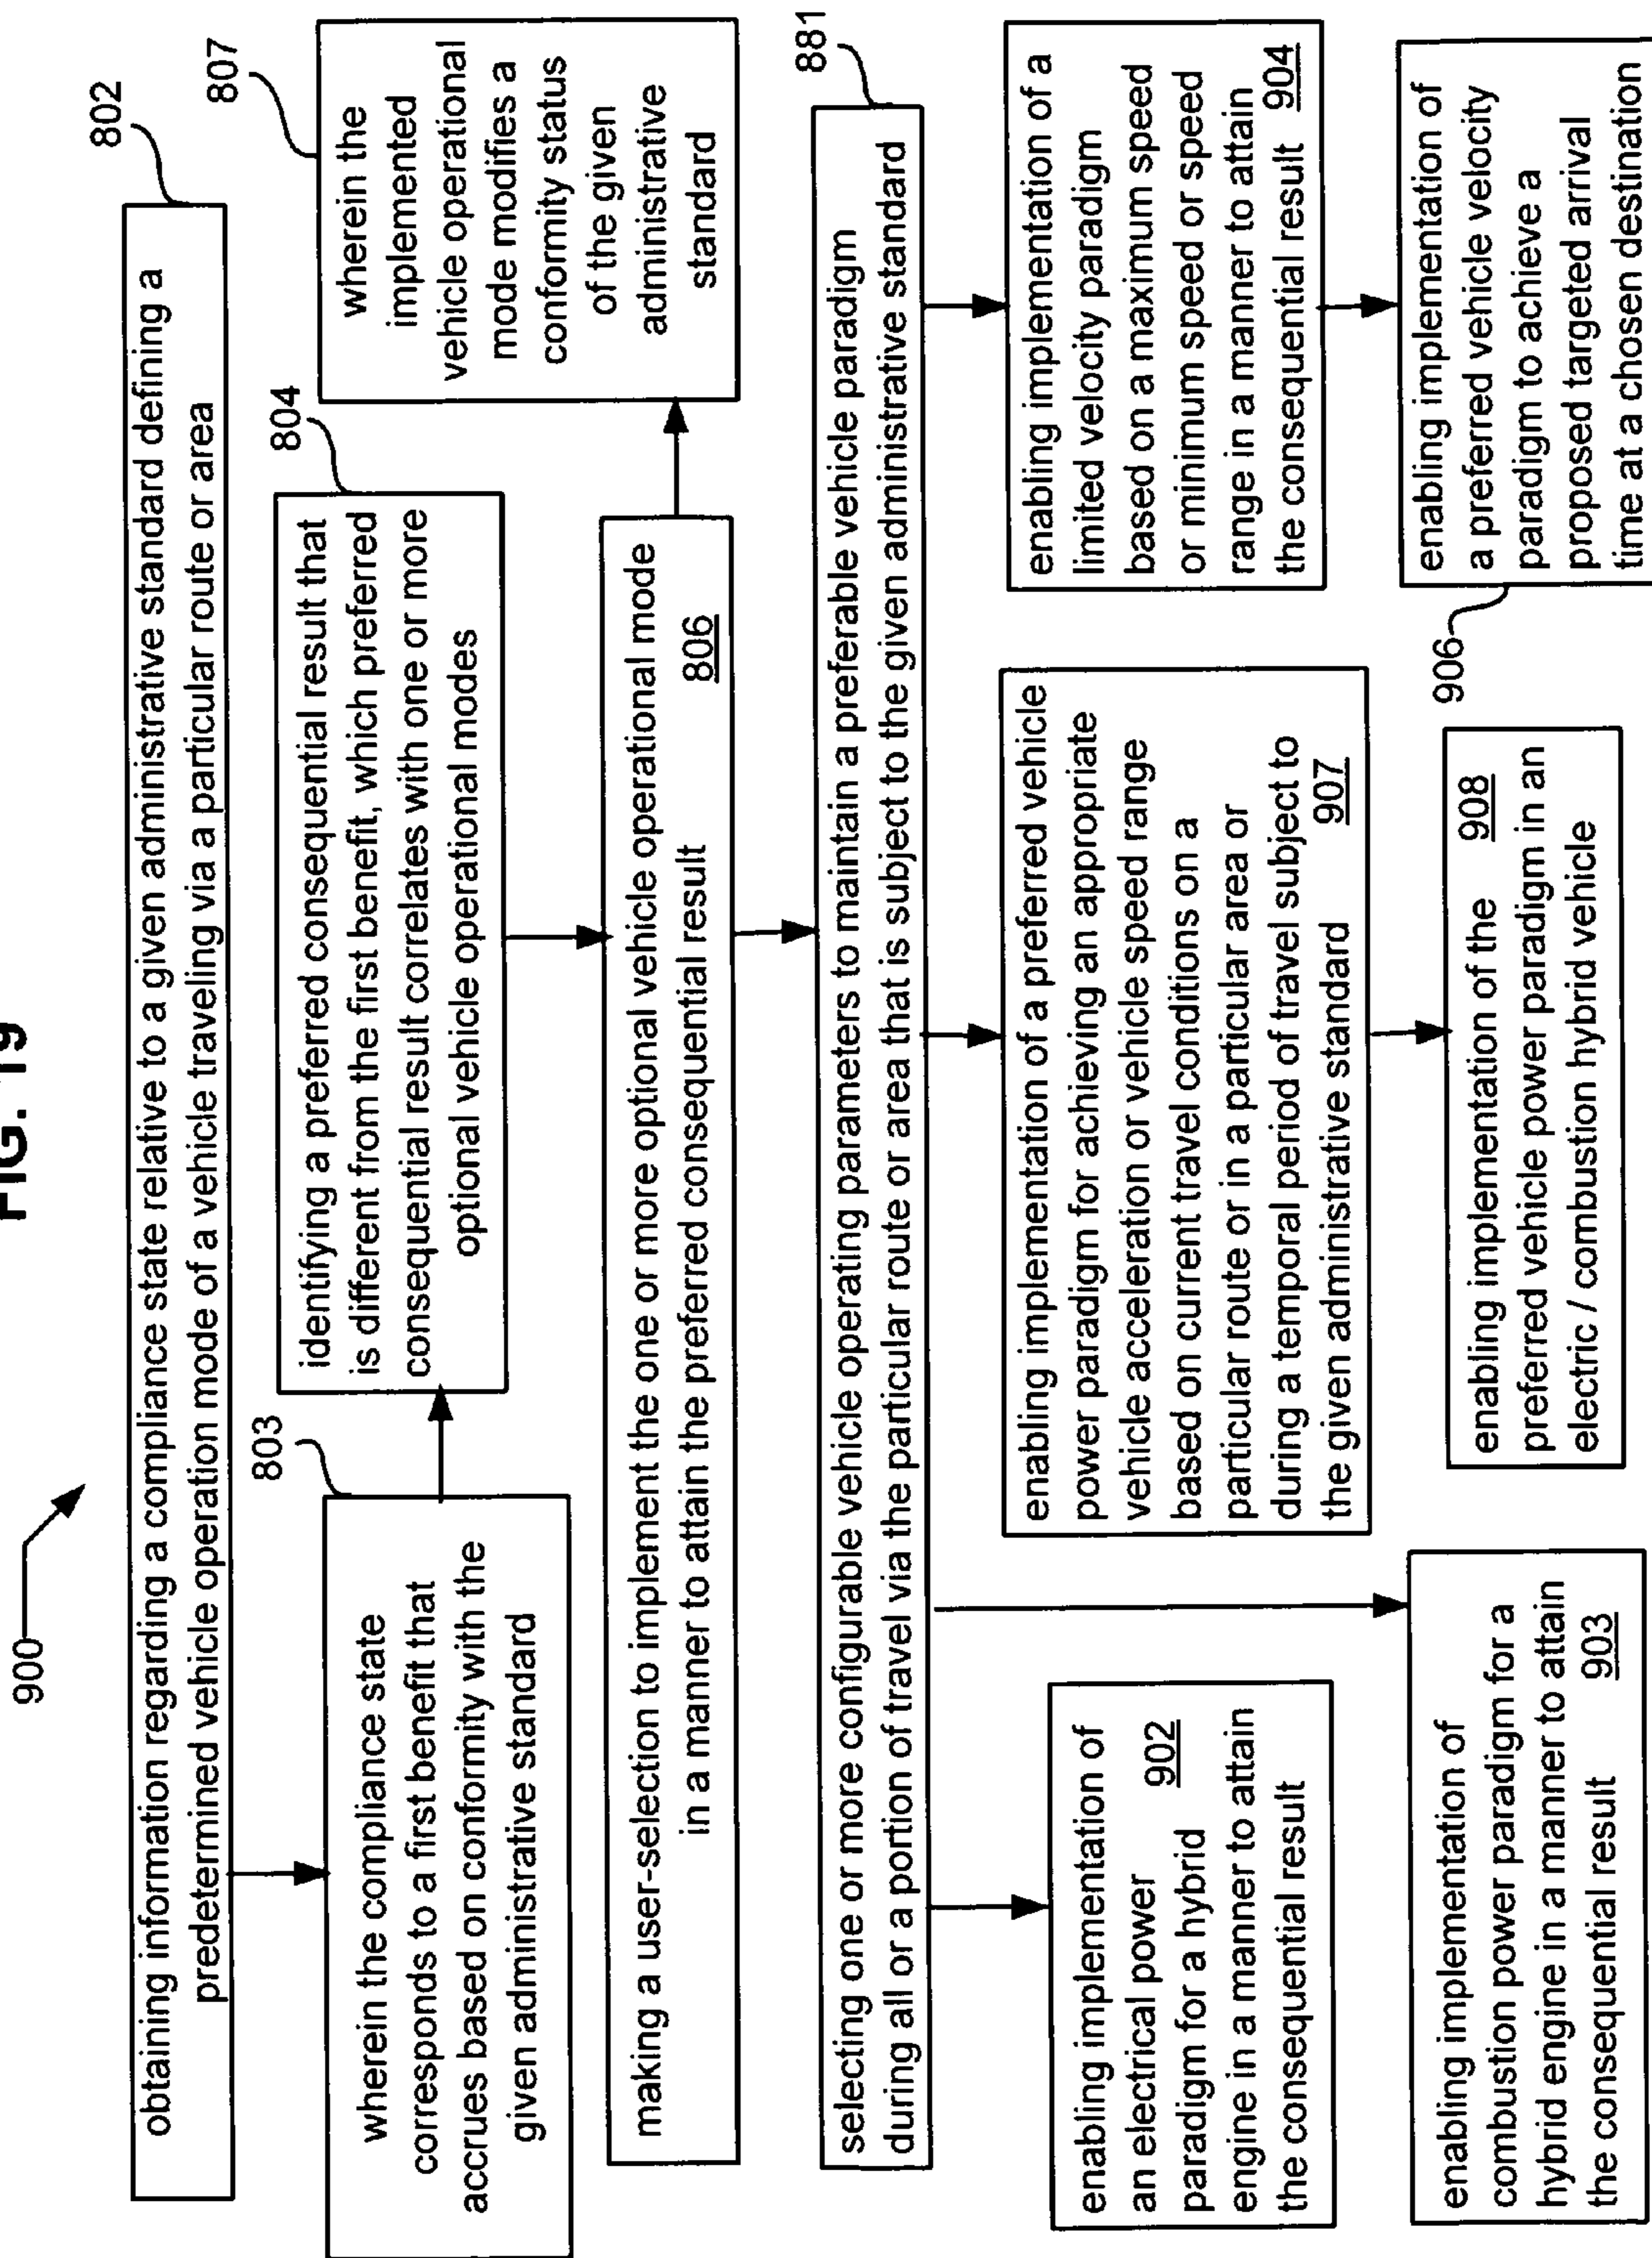 FIG. 19
900
802
obtaining information regarding a compliance state relative to a given administrative standard defining a
predetermined vehicle operation mode of a vehicle traveling via a particular route or area
803
wherein the compliance state
corresponds to a first benefit that
accrues based on conformity with the
given administrative standard
804
identifying a preferred consequential result that
is different from the first benefit, which preferred
consequential result correlates with one or more
optional vehicle operational modes
807
wherein the
implemented
vehicle operational
mode modifies a
conformity status
of the given
administrative
standard
making a user-selection to implement the one or more optional vehicle operational mode
in a manner to attain the preferred consequential result
806
881
selecting one or more configurable vehicle operating parameters to maintain a preferable vehicle paradigm
during all or a portion of travel via the particular route or area that is subject to the given administrative standard
enabling implementation of
an electrical power 902
paradigm for a hybrid
engine in a manner to attain
the consequential result
enabling implementation of
combustion power paradigm for a
hybrid engine in a manner to attain
the consequential result 903
enabling implementation of a preferred vehicle
power paradigm for achieving an appropriate
vehicle acceleration or vehicle speed range
based on current travel conditions on a
particular route or in a particular area or
during a temporal period of travel subject to
the given administrative standard 907
enabling implementation of the 908
preferred vehicle power paradigm in an
electric / combustion hybrid vehicle
enabling implementation of a
limited velocity paradigm
based on a maximum speed
or minimum speed or speed
range in a manner to attain
the consequential result 904
906
enabling implementation of
a preferred vehicle velocity
paradigm to achieve a
proposed targeted arrival
time at a chosen destination